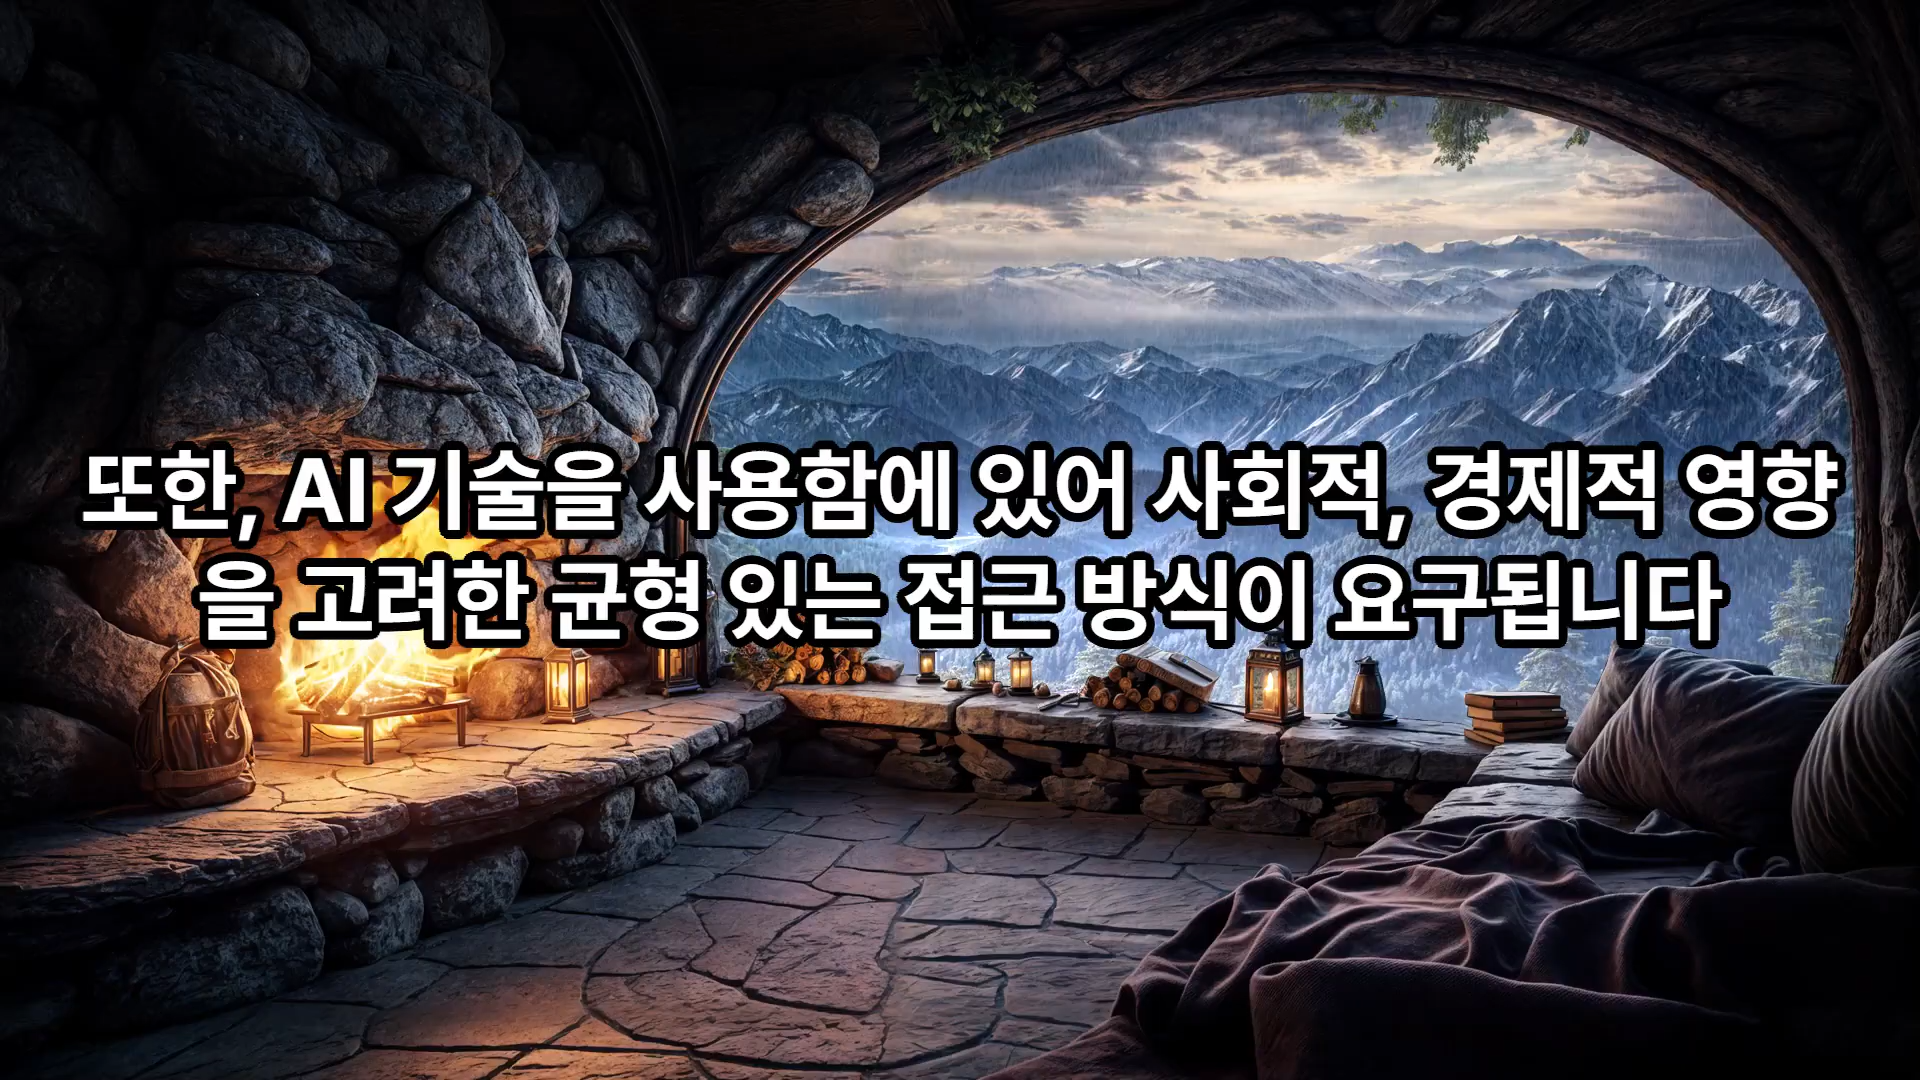 또한, AI 기술을 사용함에 있어 사회적, 경제적 영향
을 고려한 균형 있는 접근 방식이 요구됩니다